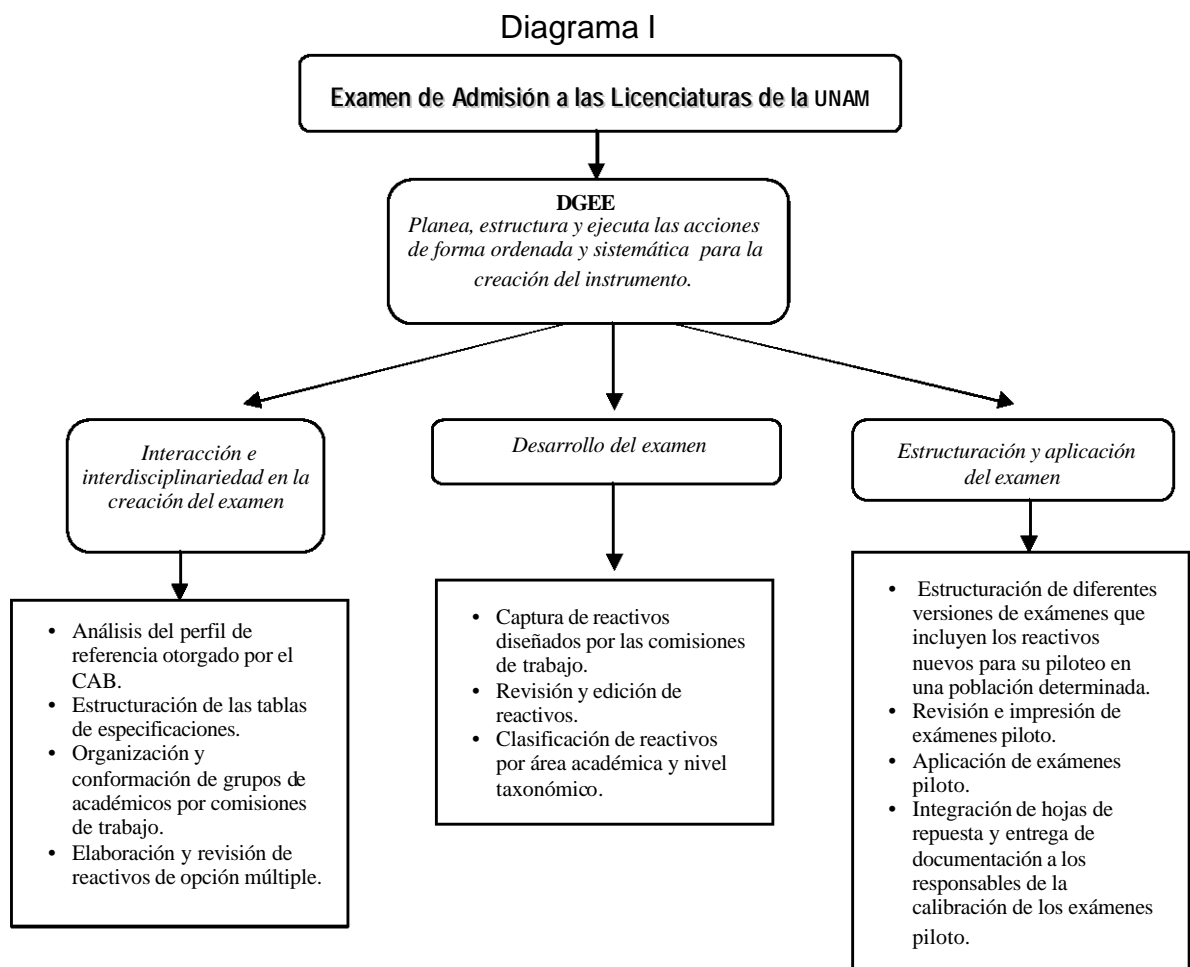 Diagrama I
Examen de Admisión a las Licenciaturas de la UNAM
DGEE
Planea, estructura y ejecuta las acciones
de forma ordenada y sistemática para la
creación del instrumento.
Interacción e
interdisciplinariedad en la
creación del examen
• Análisis del perfil de
referencia otorgado por el
CAB.
• Estructuración de las tablas
de especificaciones.
• Organización y
conformación de grupos de
académicos por comisiones
de trabajo.
• Elaboración y revisión de
reactivos de opción múltiple.
Desarrollo del examen
• Captura de reactivos
diseñados por las comisiones
de trabajo.
• Revisión y edición de
reactivos.
• Clasificación de reactivos
por área académica y nivel
taxonómico.
Estructuración y aplicación
del examen
• Estructuración de diferentes
versiones de exámenes que
incluyen los reactivos
nuevos para su piloteo en
una población determinada.
• Revisión e impresión de
exámenes piloto.
• Aplicación de exámenes
piloto.
• Integración de hojas de
repuesta y entrega de
documentación a los
responsables de la
calibración de los exámenes
piloto.